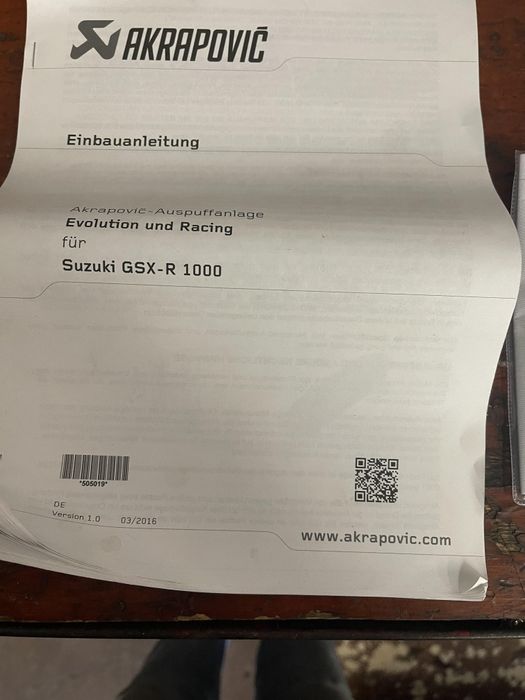 AKRAPOVIČ
Einbauanleitung
Akrapovič-Auspuffanlage
Evolution und Racing
für
Suzuki GSX-R 1000
*505019*
DE
Version 1.0 03/2016
www.akrapovic.com